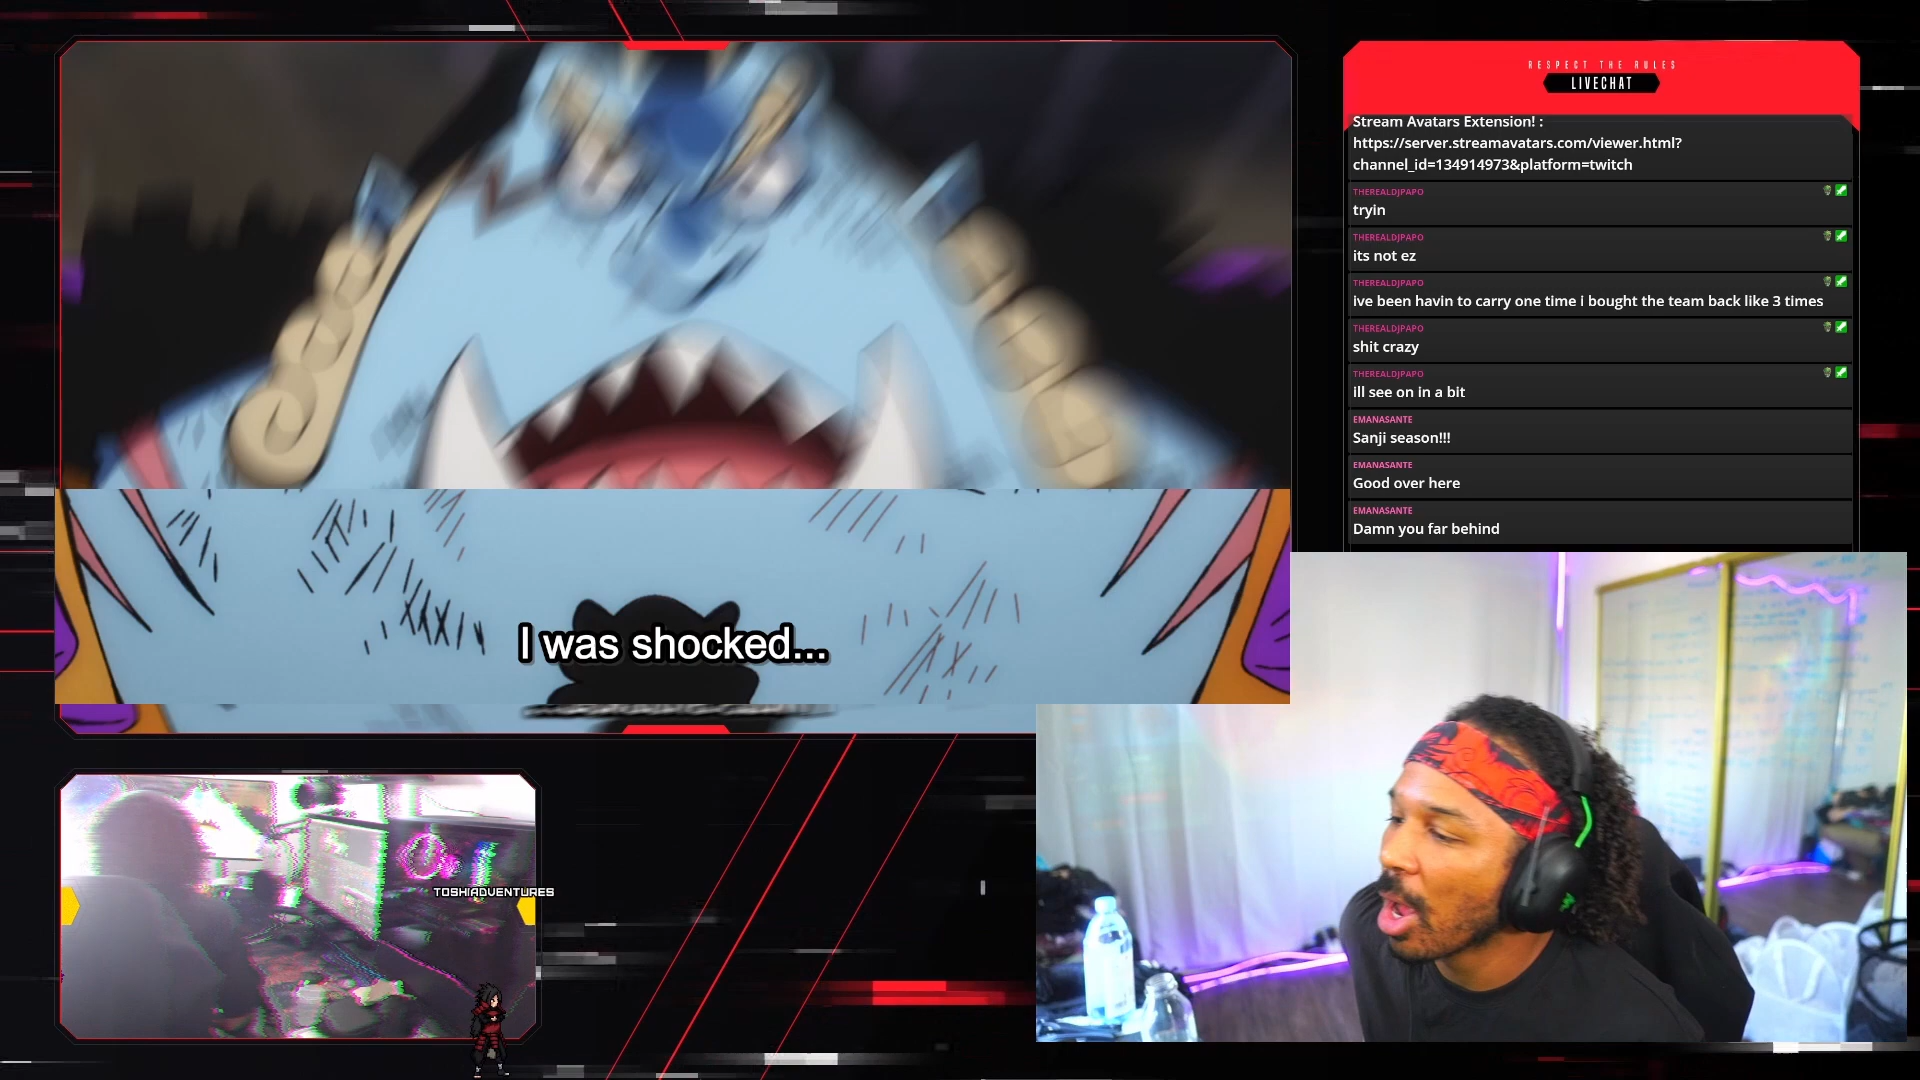 RESPECT THE RULES
LIVECHAT
Stream Avatars Extension! :
https://server.streamavatars.com/viewer.html?
channel_id=134914973&platform=twitch
THEREALDJPAPO
tryin
THEREALDJPAPO
its not ez
THEREALDJPAPO
ive been havin to carry one time i bought the team back like 3 times
THEREALDJPAPO
shit crazy
THEREALDJPAPO
ill see on in a bit
EMANASANTE
Sanji season!!!
EMANASANTE
Good over here
EMANASANTE
Damn you far behind
I was shocked...
TOSHIADVENTURES